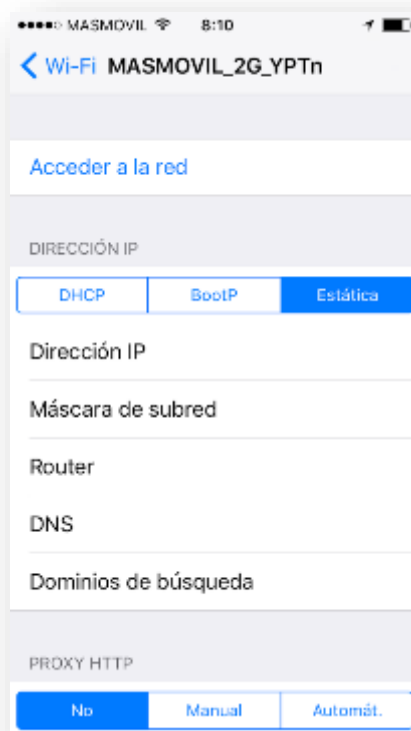 MASMOVIL 8:10
Wi-Fi MASMOVIL_2G_YPTn
Acceder a la red
DIRECCIÓN IP
DHCP BootP Estática
Dirección IP
Máscara de subred
Router
DNS
Dominios de búsqueda
PROXY HTTP
No Manual Automát.